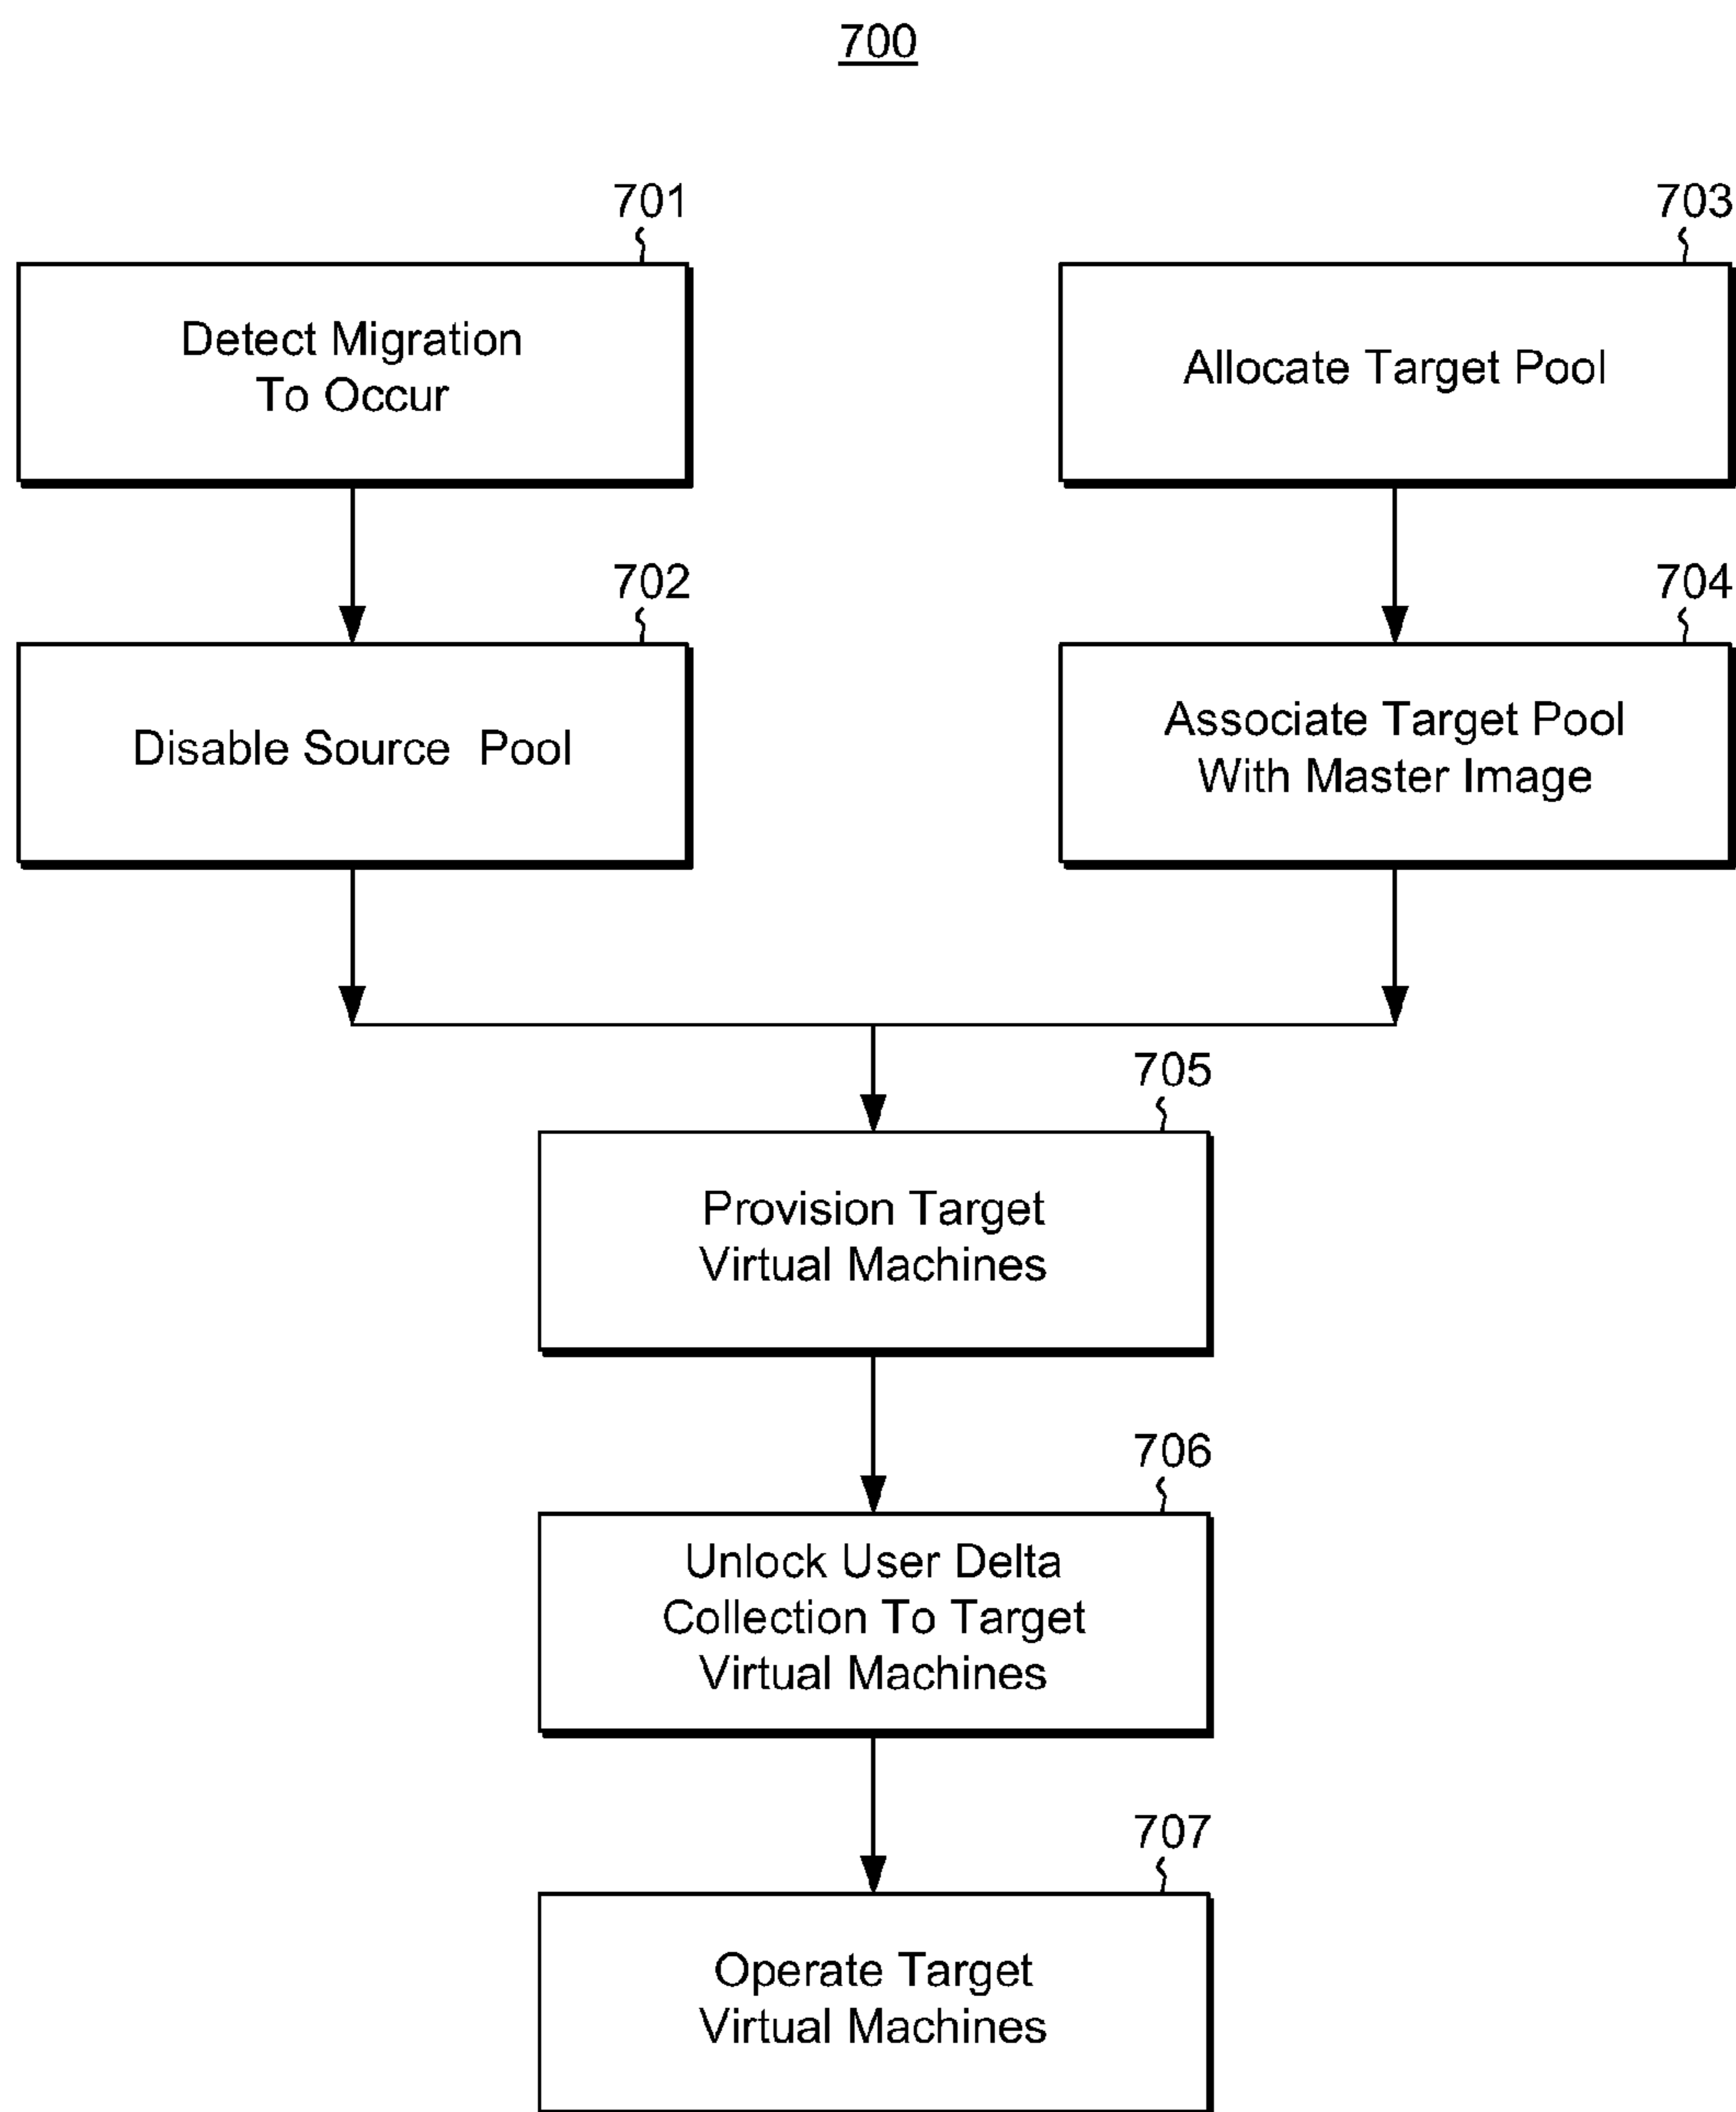 700
701
Detect Migration
To Occur
703
Allocate Target Pool
702
Disable Source Pool
704
Associate Target Pool
With Master Image
705
Provision Target
Virtual Machines
706
Unlock User Delta
Collection To Target
Virtual Machines
707
Operate Target
Virtual Machines